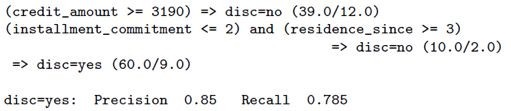 (credit_amount >= 3190) => disc=no (39.0/12.0)
(installment_commitment <= 2) and (residence_since >= 3)
=> disc=no (10.0/2.0)
=> disc=yes (60.0/9.0)
disc=yes: Precision 0.85 Recall 0.785